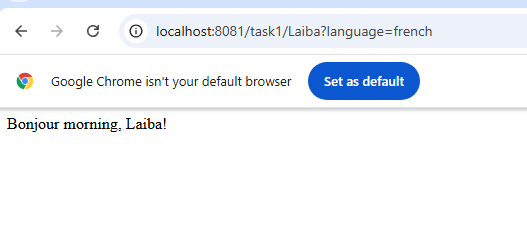 localhost:8081/task1/Laiba?language=french
Google Chrome isn't your default browser Set as default
Bonjour morning, Laiba!